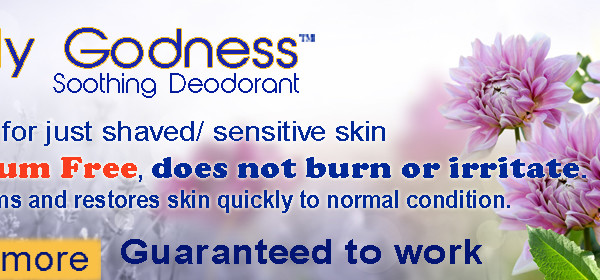 ly Godness™
Soothing Deodorant
for just shaved/ sensitive skin
um Free, does not burn or irritate.
ms and restores skin quickly to normal condition.
more
Guaranteed to work